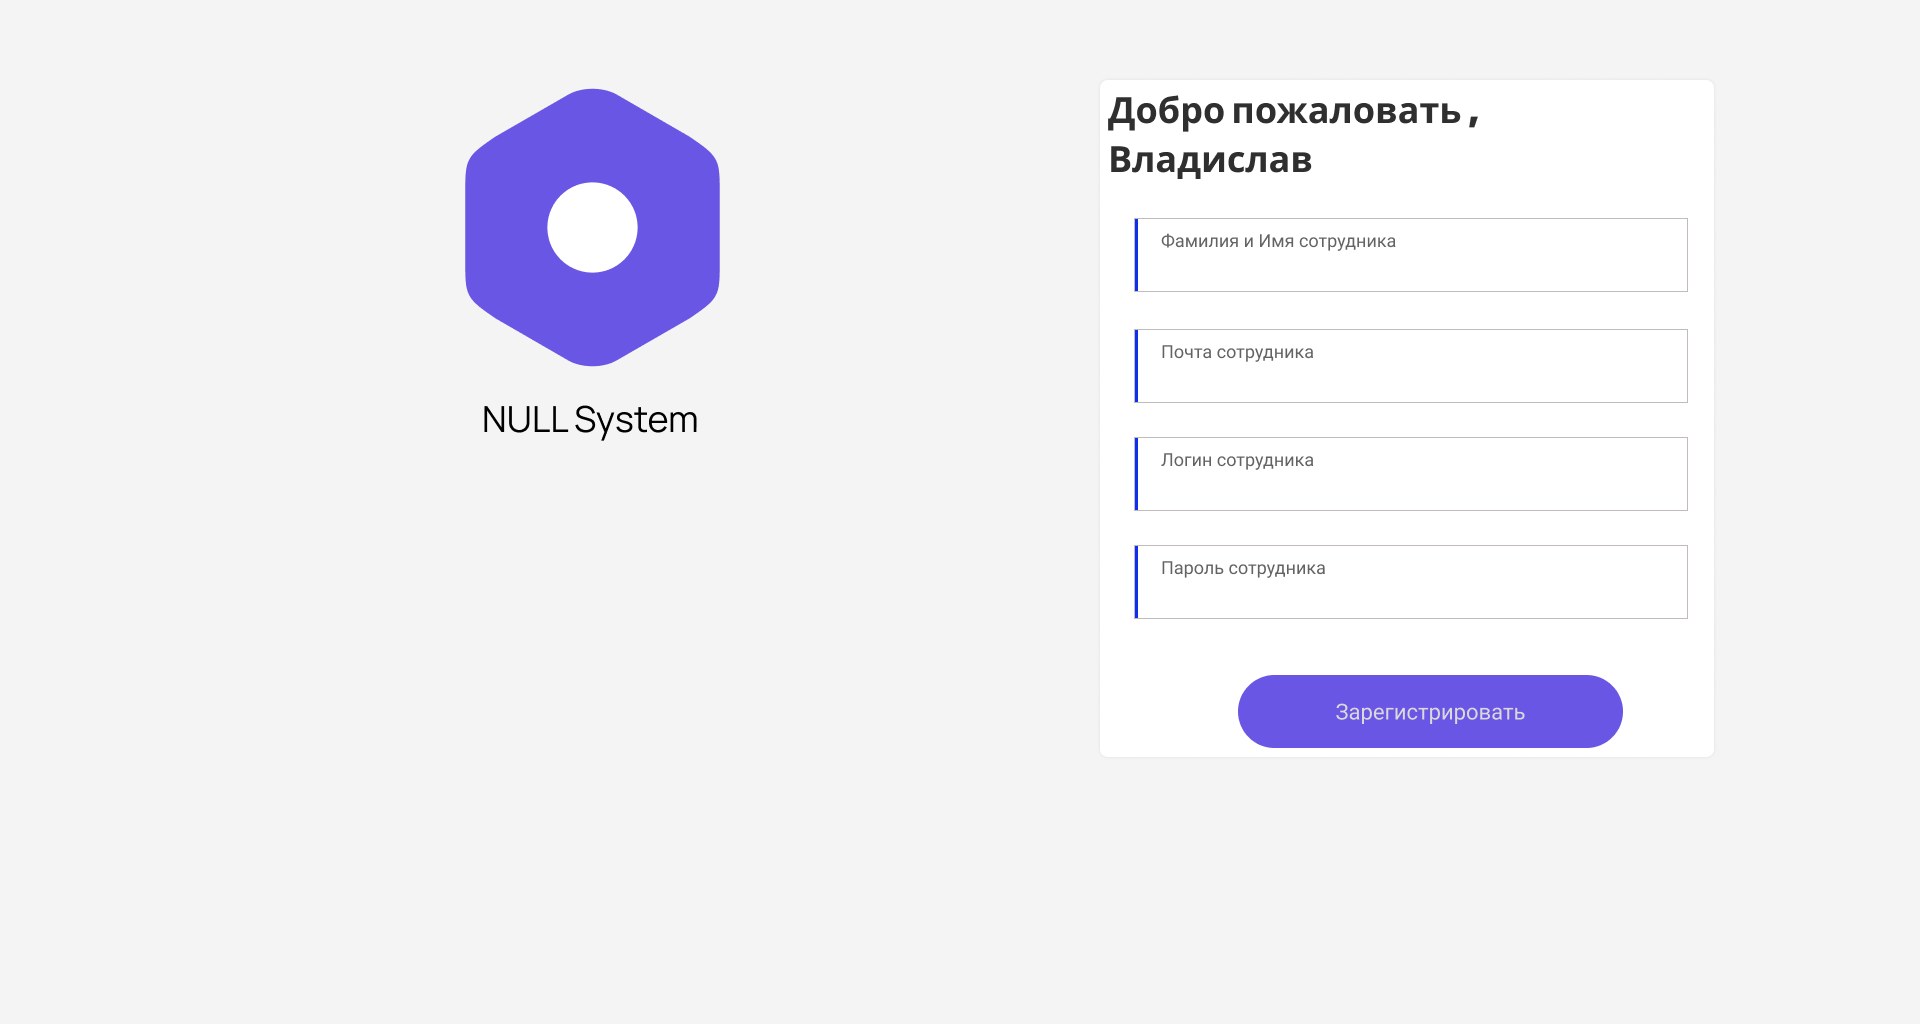 NULL System
Добро пожаловать ,
Владислав
Фамилия и Имя сотрудника
Почта сотрудника
Логин сотрудника
Пароль сотрудника
Зарегистрировать